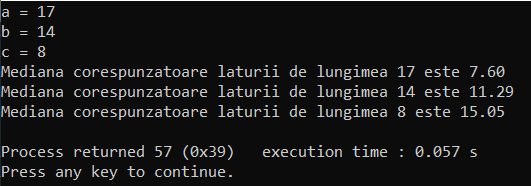 a = 17
b = 14
c = 8
Mediana corespunzatoare laturii de lungimea 17 este 7.60
Mediana corespunzatoare laturii de lungimea 14 este 11.29
Mediana corespunzatoare laturii de lungimea 8 este 15.05
Process returned 57 (0x39)   execution time : 0.057 s
Press any key to continue.